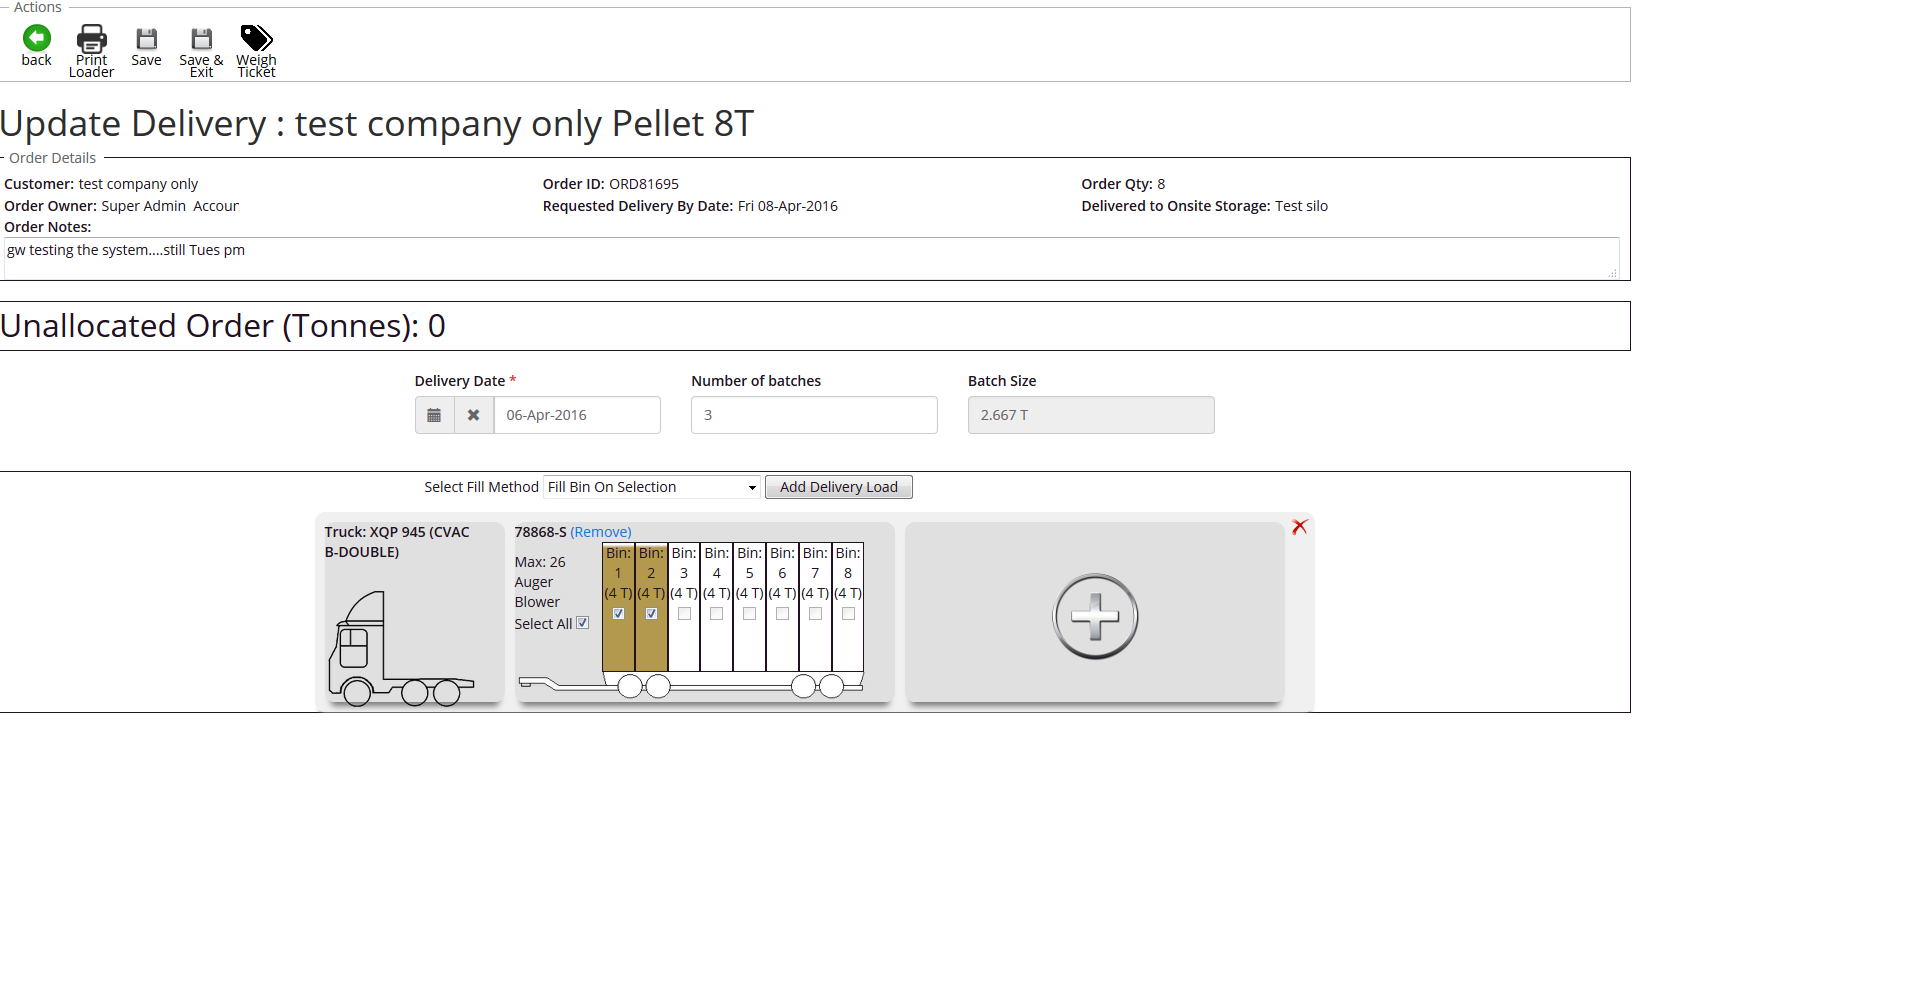 Actions
back
Print Loader
Save
Save & Exit
Weigh Ticket
Update Delivery : test company only Pellet 8T
Order Details
Customer: test company only
Order ID: ORD81695
Order Qty: 8
Order Owner: Super Admin  Accoun
Requested Delivery By Date: Fri 08-Apr-2016
Delivered to Onsite Storage: Test silo
Order Notes:
gw testing the system....still Tues pm
Unallocated Order (Tonnes): 0
Delivery Date *
Number of batches
Batch Size
06-Apr-2016
3
2.667 T
Select Fill Method
Fill Bin On Selection
Add Delivery Load
Truck: XQP 945 (CVAC
B-DOUBLE)
78868-S (Remove)
Max: 26
Auger
Blower
Select All
Bin: 1 (4 T)
Bin: 2 (4 T)
Bin: 3 (4 T)
Bin: 4 (4 T)
Bin: 5 (4 T)
Bin: 6 (4 T)
Bin: 7 (4 T)
Bin: 8 (4 T)